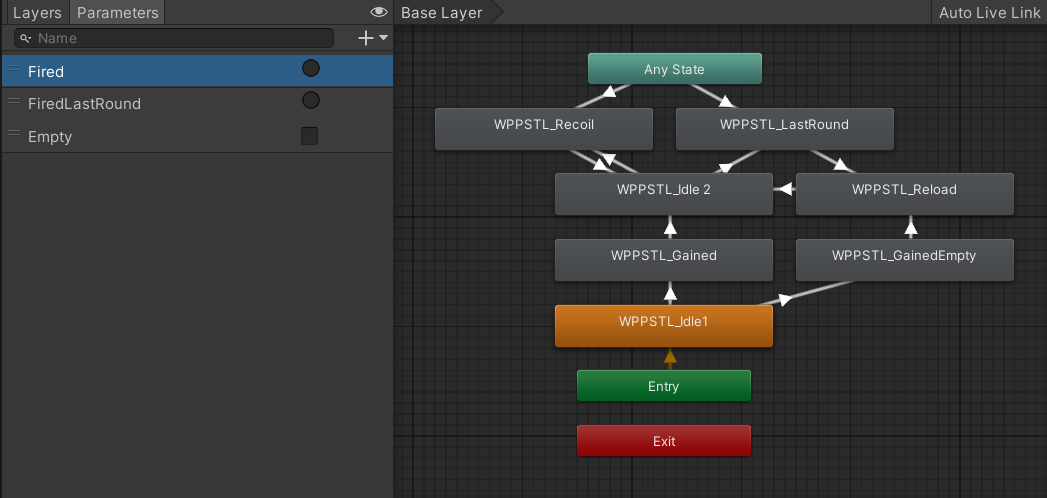 Layers Parameters
Name
Fired
FiredLastRound
Empty
Base Layer
Auto Live Link
Any State
WPPSTL_Recoil
WPPSTL_LastRound
WPPSTL_Idle 2
WPPSTL_Reload
WPPSTL_Gained
WPPSTL_GainedEmpty
WPPSTL_Idle1
Entry
Exit